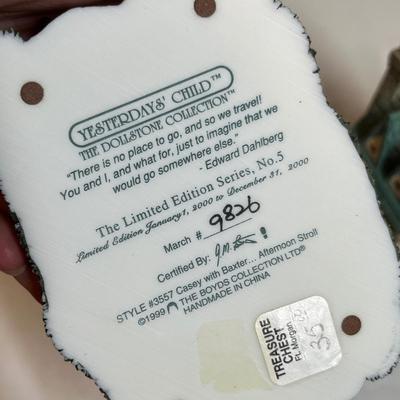 YESTERDAYS' CHILD™
THE DOLLSTONE COLLECTION™
"There is no place to go, and so we travel!
You and I, and what for, just to imagine that we
would go somewhere else."
- Edward Dahlberg
The Limited Edition Series, No.5
Limited Edition January 1, 2000 to December 31, 2000
March # 9826
Certified By:
STYLE #3557 Casey with Baxter... Afternoon Stroll
©1999 THE BOYDS COLLECTION LTD®
HANDMADE IN CHINA
TREASURE
CHEST
Pt. Morgan
35